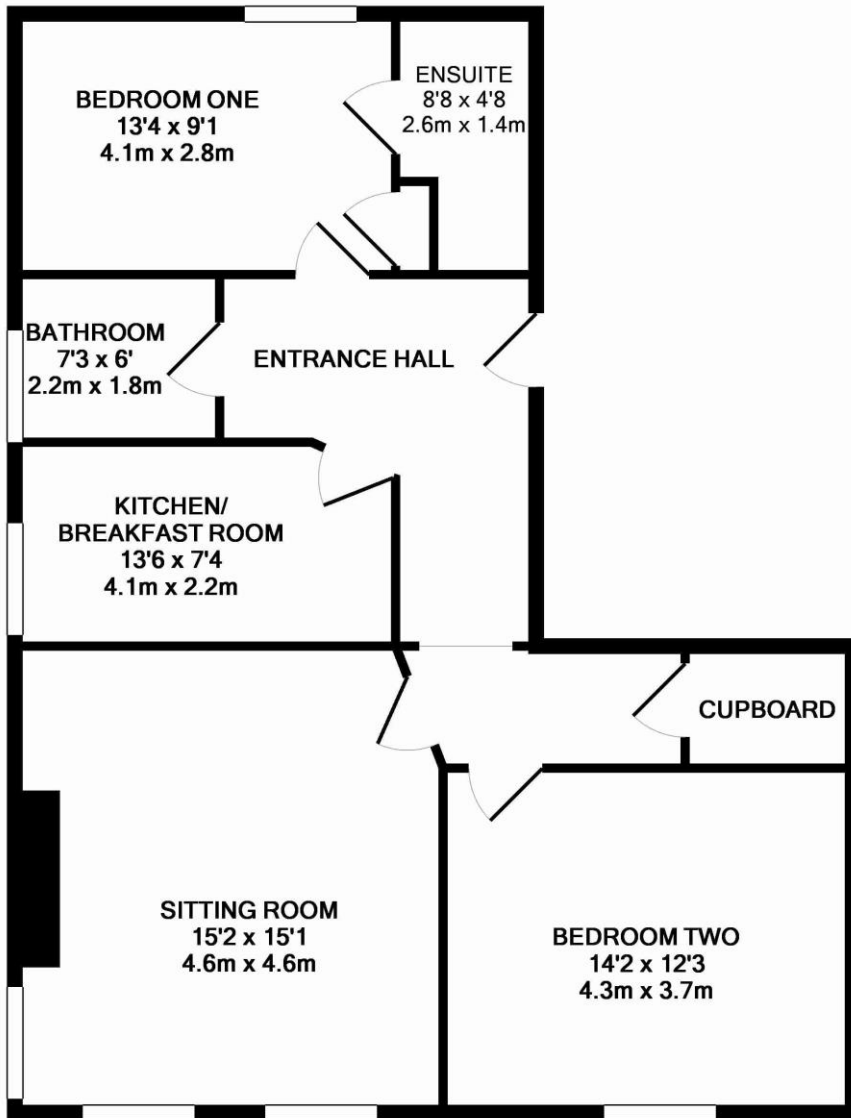 BEDROOM ONE
13'4 x 9'1
4.1m x 2.8m
ENSUITE
8'8 x 4'8
2.6m x 1.4m
BATHROOM
7'3 x 6'
2.2m x 1.8m
ENTRANCE HALL
KITCHEN/
BREAKFAST ROOM
13'6 x 7'4
4.1m x 2.2m
CUPBOARD
SITTING ROOM
15'2 x 15'1
4.6m x 4.6m
BEDROOM TWO
14'2 x 12'3
4.3m x 3.7m